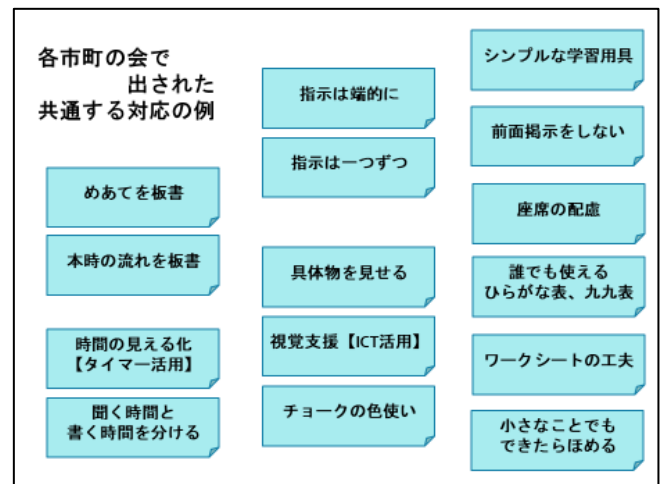 各市町の会で
出された
共通する対応の例
めあてを板書
本時の流れを板書
時間の見える化
【タイマー活用】
聞く時間と
書く時間を分ける
指示は端的に
指示は一つずつ
具体物を見せる
視覚支援【ICT活用】
チョークの色使い
シンプルな学習用具
前面掲示をしない
座席の配慮
誰でも使える
ひらがな表、九九表
ワークシートの工夫
小さなことでも
できたらほめる